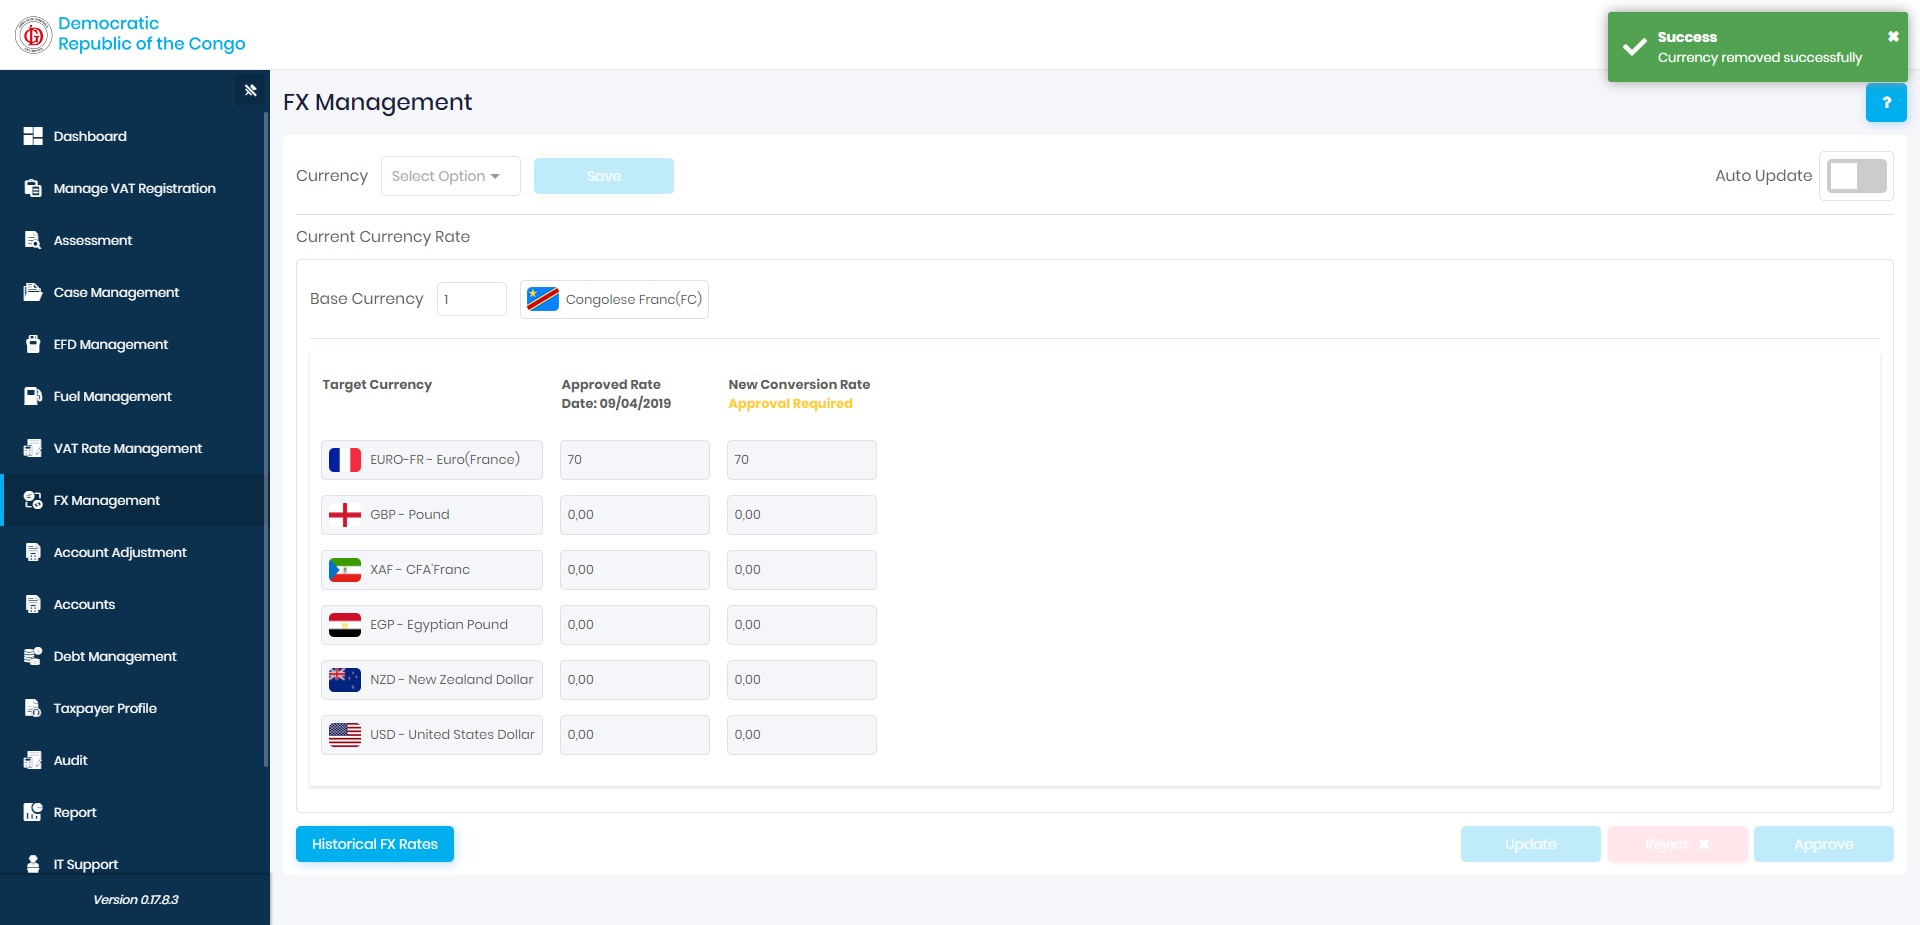 Democratic
Republic of the Congo
Success
Currency removed successfully
FX Management
?
Dashboard
Manage VAT Registration
Assessment
Case Management
EFD Management
Fuel Management
VAT Rate Management
FX Management
Account Adjustment
Accounts
Debt Management
Taxpayer Profile
Audit
Report
IT Support
Version 0.17.8.3
Currency
Select Option
Save
Auto Update
Current Currency Rate
Base Currency
1
Congolese Franc(FC)
Target Currency
Approved Rate
Date: 09/04/2019
New Conversion Rate
Approval Required
EURO-FR - Euro(France)
70
70
GBP - Pound
0,00
0,00
XAF - CFA'Franc
0,00
0,00
EGP - Egyptian Pound
0,00
0,00
NZD - New Zealand Dollar
0,00
0,00
USD - United States Dollar
0,00
0,00
Historical FX Rates
Update
Reject
Approve